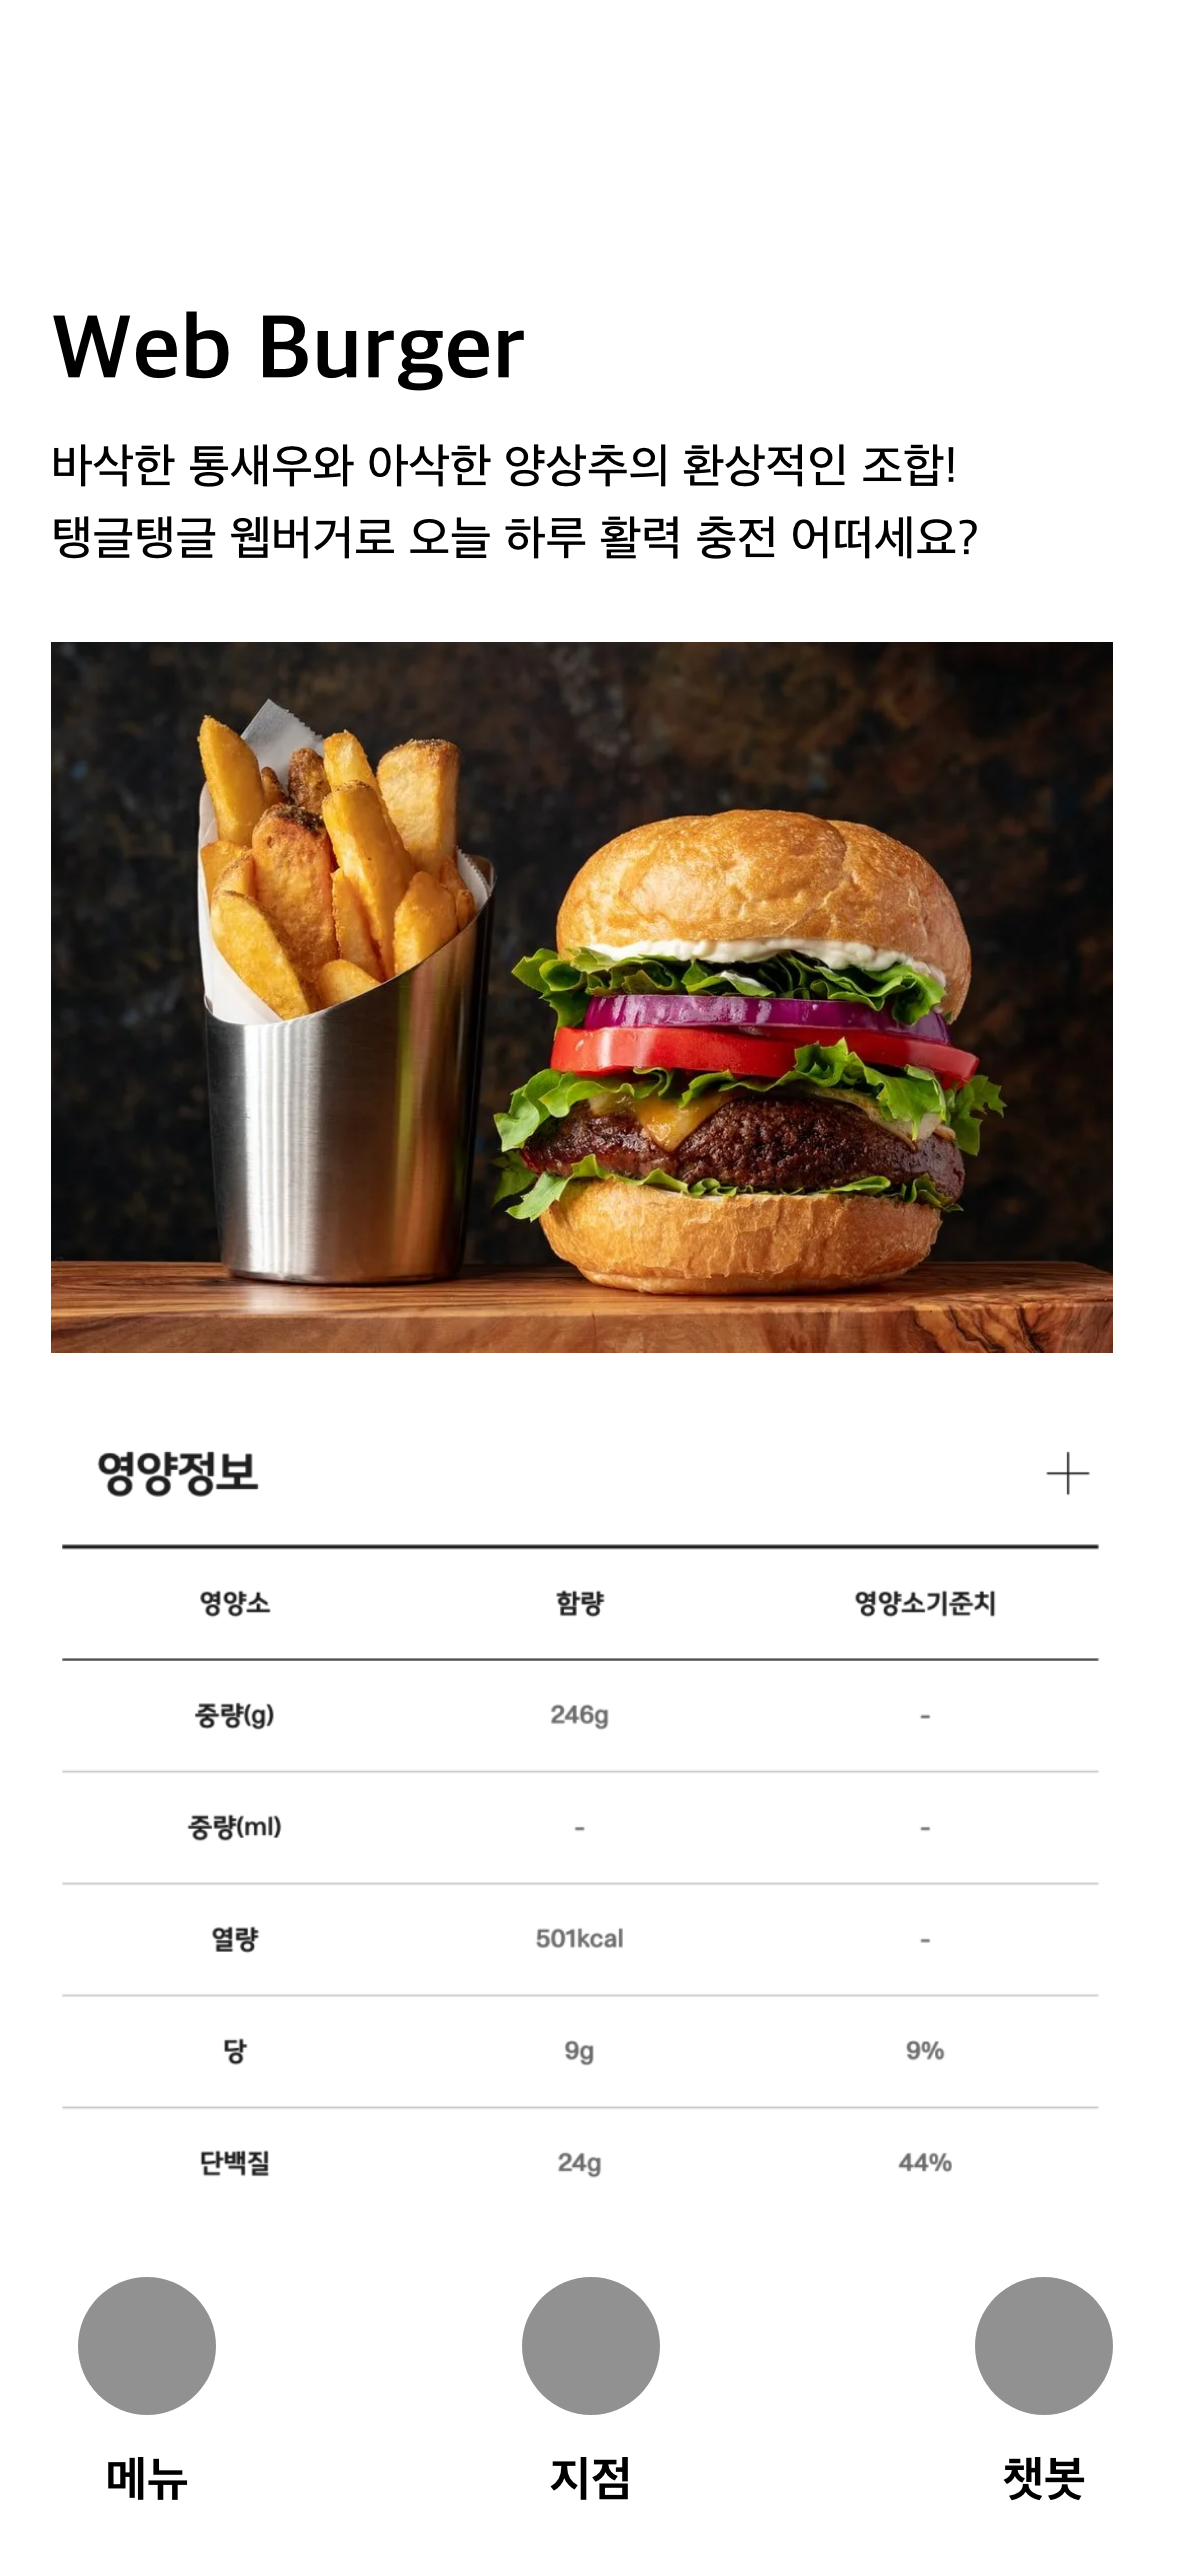 Web Burger
바삭한 통새우와 아삭한 양상추의 환상적인 조합!
탱글탱글 웹버거로 오늘 하루 활력 충전 어떠세요?
영양정보
영양소 함량 영양소기준치
중량(g) 246g -
중량(ml) - -
열량 501kcal -
당 9g 9%
단백질 24g 44%
메뉴 지점 챗봇